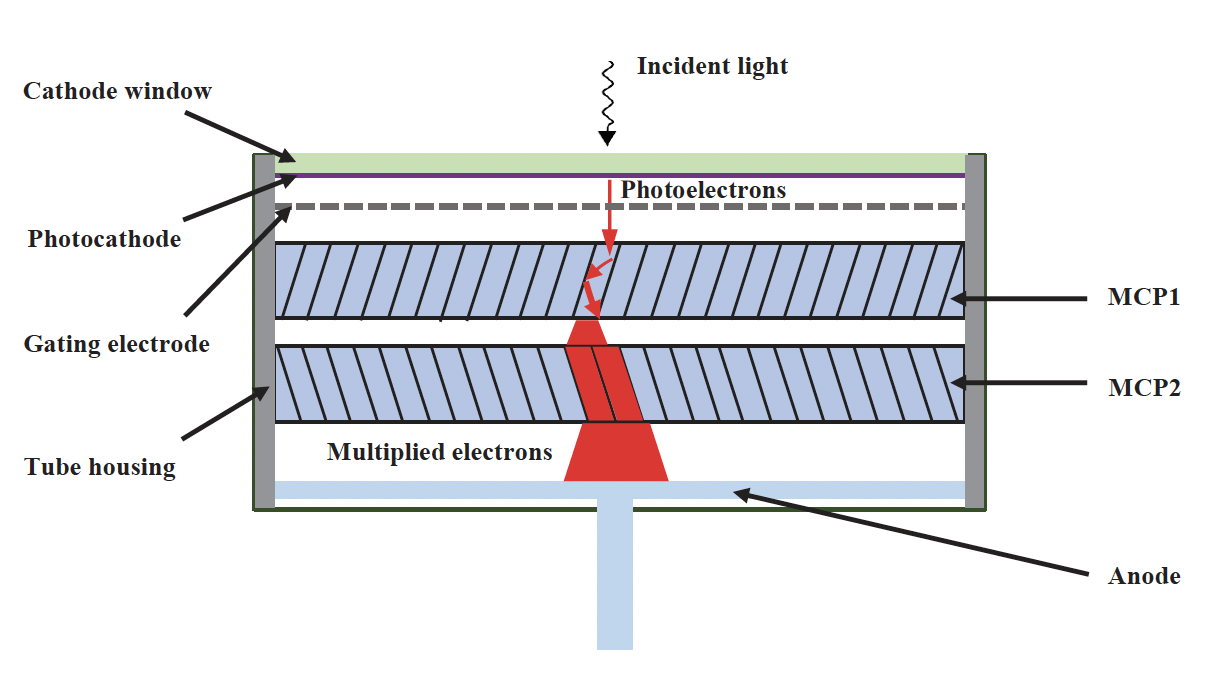 Incident light
Cathode window
Photoelectrons
Photocathode
MCP1
Gating electrode
MCP2
Multiplied electrons
Tube housing
Anode